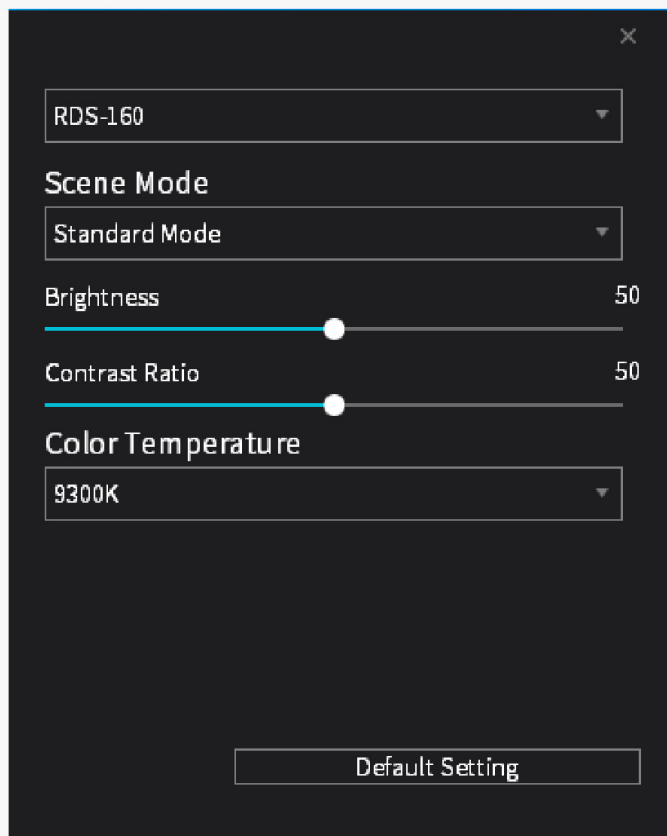 RDS-160
Scene Mode
Standard Mode
Brightness 50
Contrast Ratio 50
Color Temperature
9300K
Default Setting